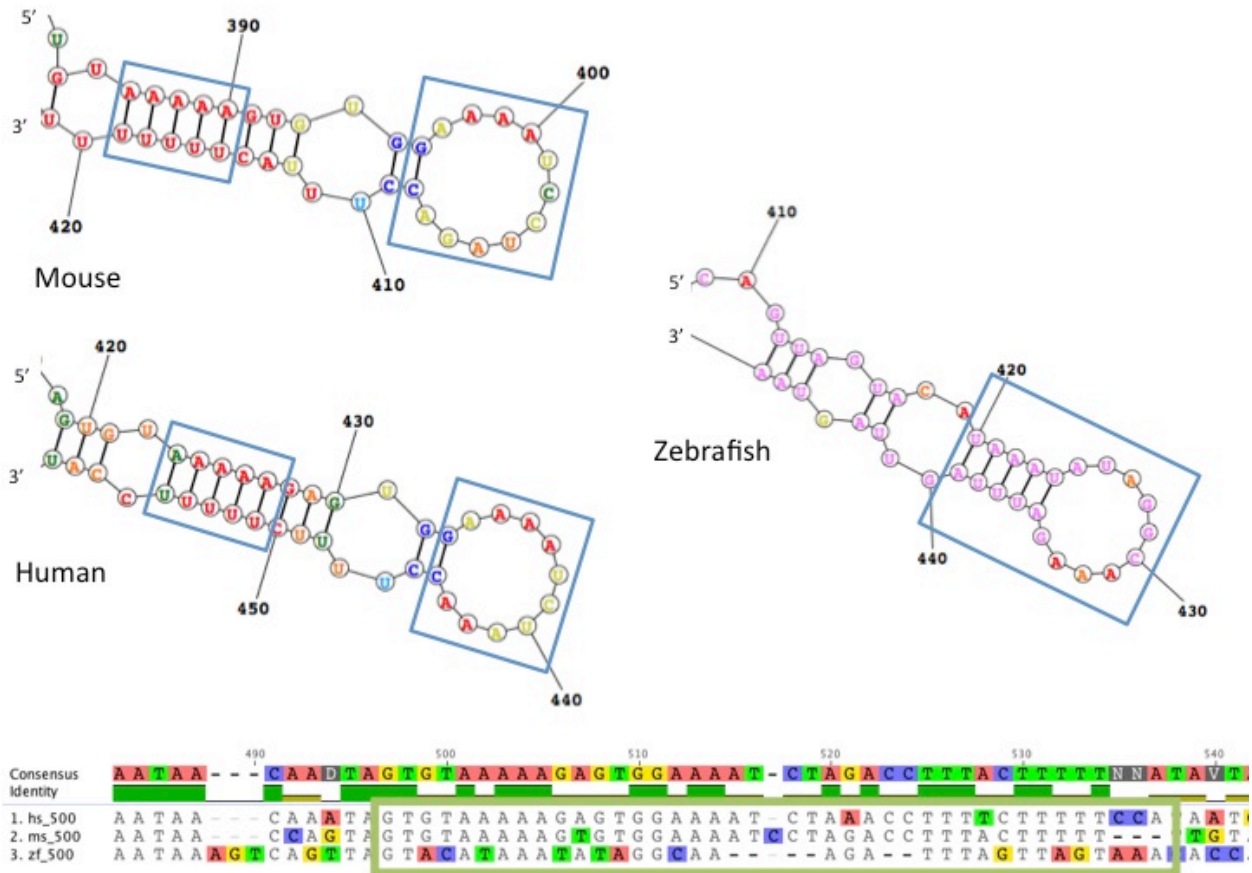 5'
390
400
3'
420
410
Mouse
5'
420
430
3'
450
440
Human
410
5'
3'
420
440
430
Zebrafish
490 500 510 520 530 540
Consensus AATAA---CAADTAGTGTAAAAAGAGTGGAAAAT-CTAGACCTTTACTTTTTNNATAVTA
Identity
1. hs_500 AATAA---CAAATAGTGTAAAAAGAGTGGAAAAT-CTAAACCTTTTCTTTTTCCATAAT
2. ms_500 AATAA---CCAGTAGTGTAAAAAGTGTGGAAAATCCTAGACCTTTACTTTTT---
3. zf_500 AATAAAGTCAGTTAGTACATAAATATAGGCAA-----AGA--TTTAGTTAGTAA